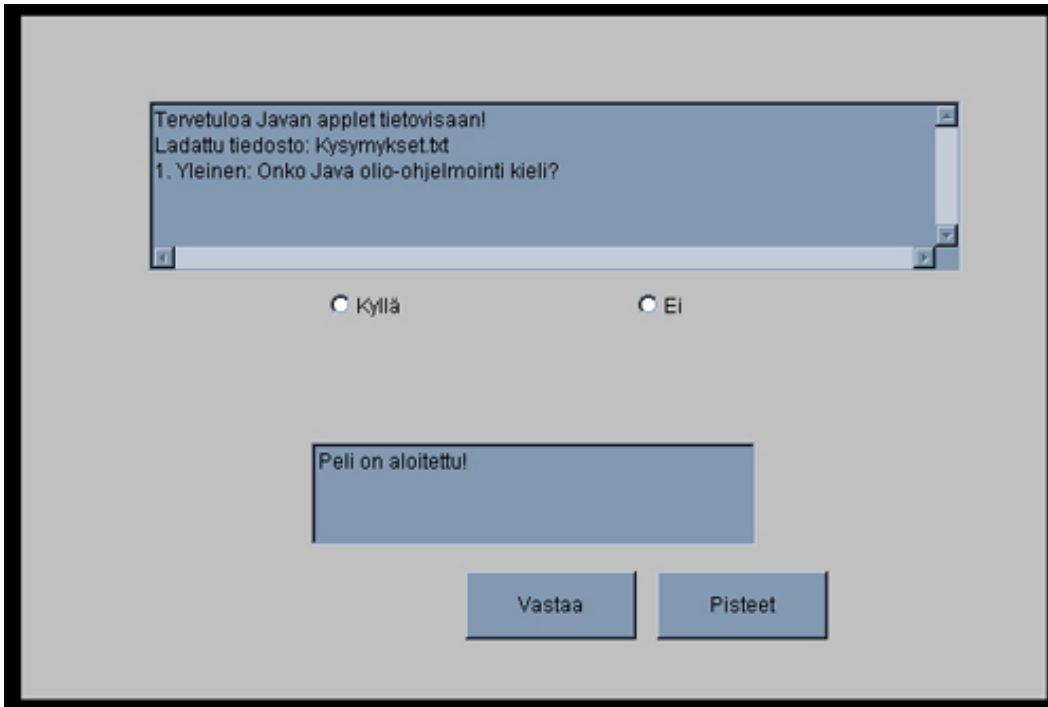 Tervetuloa Javan applet tietovisaan!
Ladattu tiedosto: Kysymykset.txt
1. Yleinen: Onko Java olio-ohjelmointi kieli?
Kyllä Ei
Peli on aloitettu!
Vastaa Pisteet